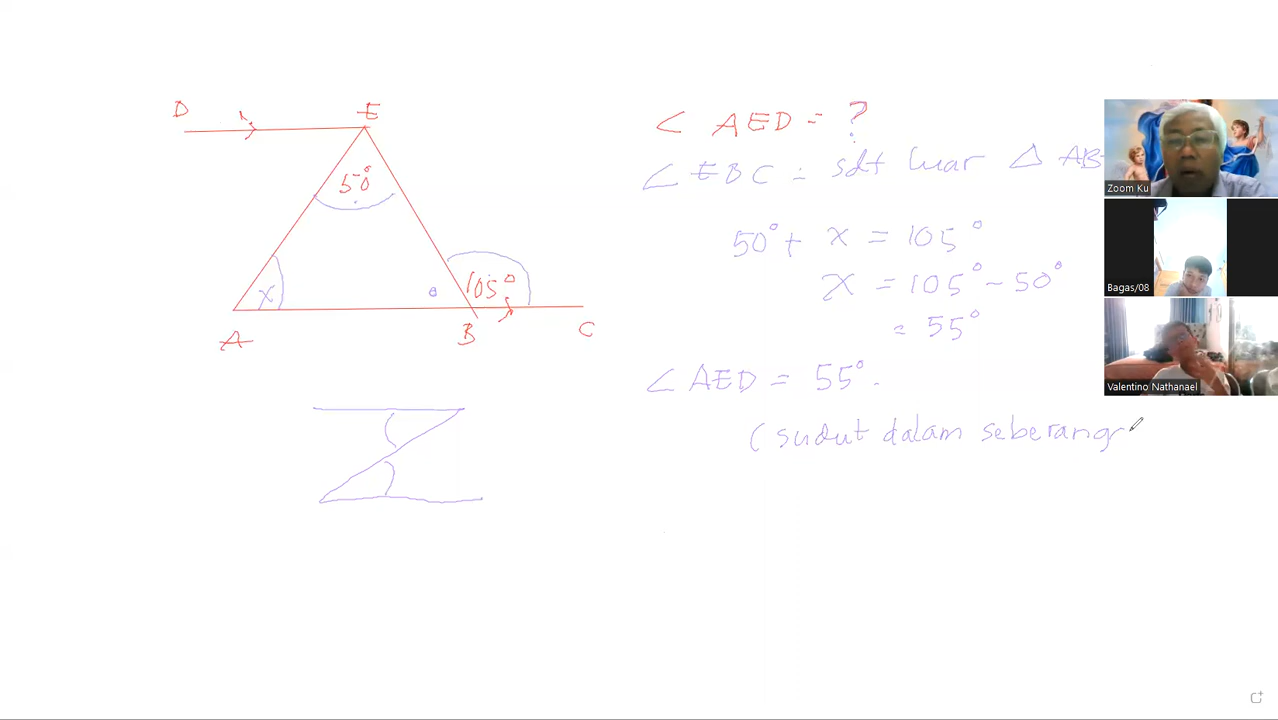 D
E
50°
x
105°
A
B
C
∠ AED = ?
∠ EBC = sdt luar △ AB
50° + x = 105°
x = 105° - 50°
= 55°
∠ AED = 55°.
( sudut dalam seberang
Zoom Ku
Bagas/08
Valentino Nathanael